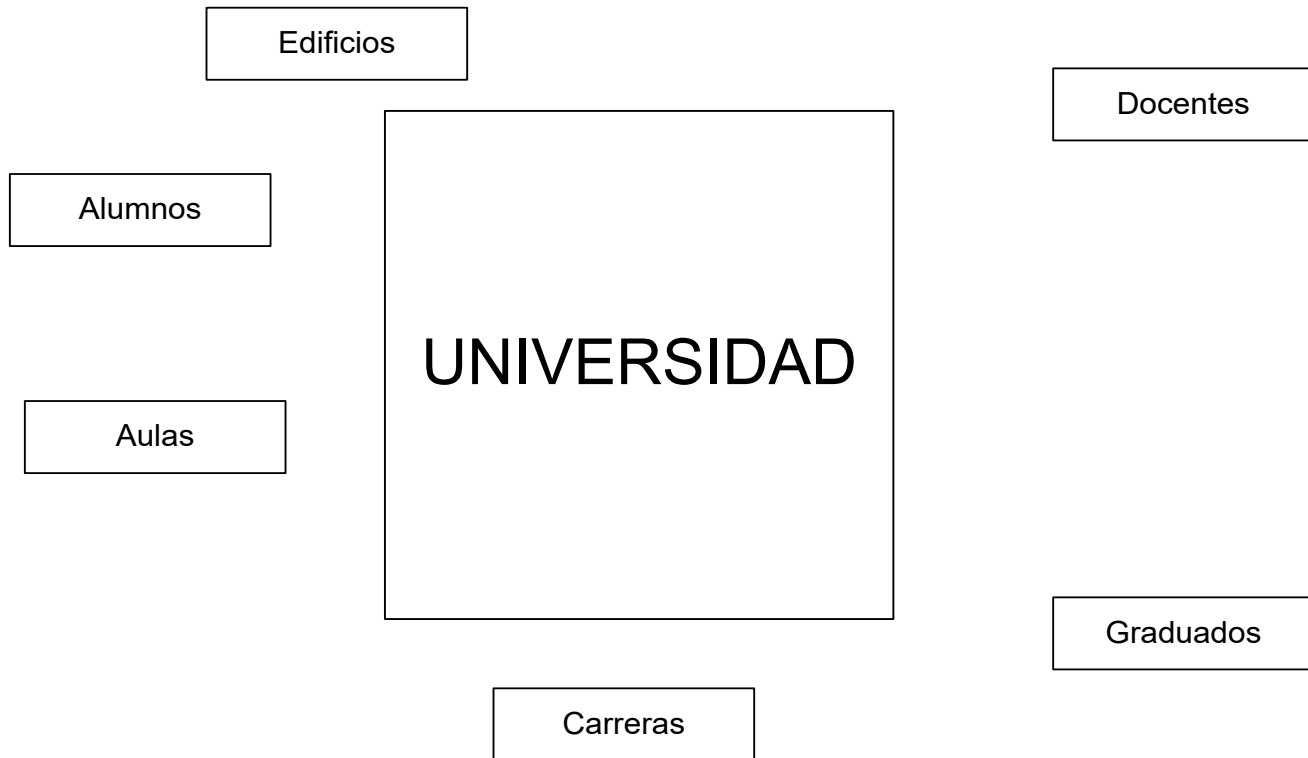 Edificios
Docentes
Alumnos
UNIVERSIDAD
Aulas
Graduados
Carreras